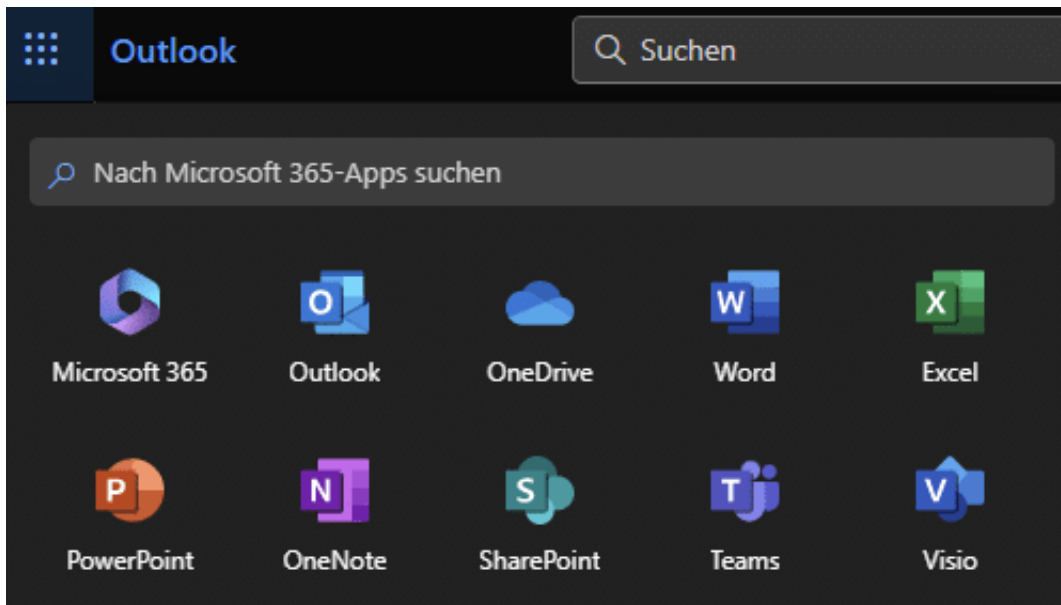 Outlook
Suchen
Nach Microsoft 365-Apps suchen
Microsoft 365
Outlook
OneDrive
Word
Excel
PowerPoint
OneNote
SharePoint
Teams
Visio